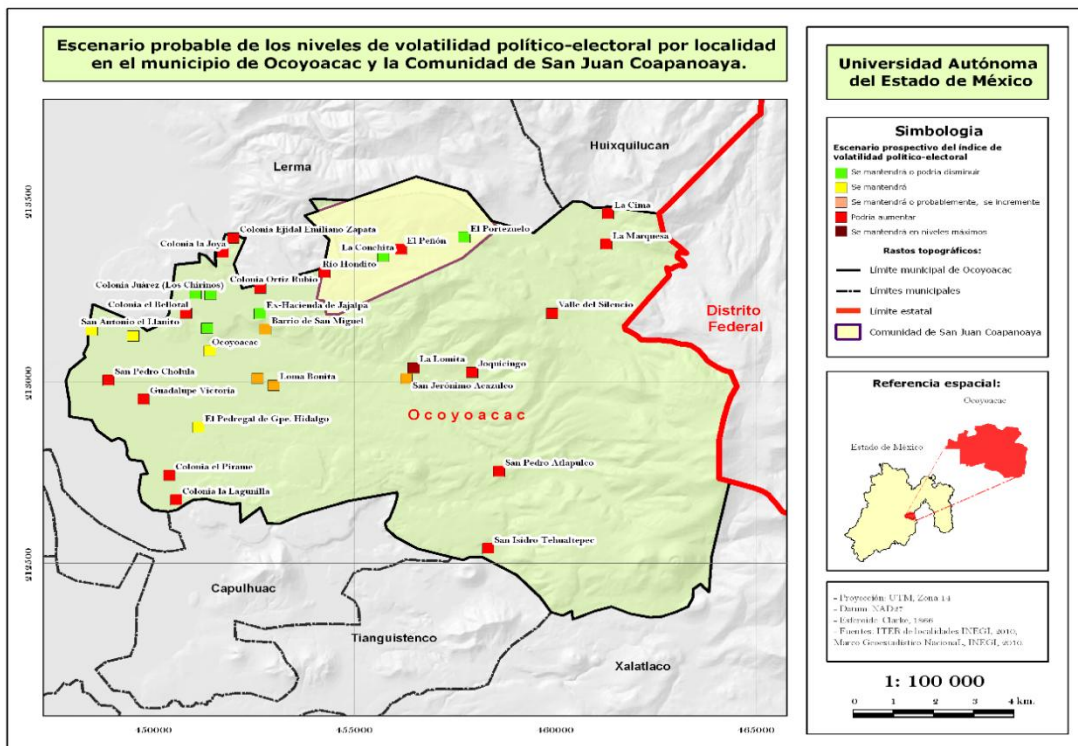 Escenario probable de los niveles de volatilidad político-electoral por localidad
en el municipio de Ocoyoacac y la Comunidad de San Juan Coapanoaya.
Universidad Autónoma
del Estado de México
Simbologia
Escenario prospectivo del índice de
volatilidad político-electoral
Se mantendrá o podría disminuir
Se mantendrá
Se mantendrá o probablemente, se incremente
Podría aumentar
Se mantendrá en niveles máximos
Rastos topográficos:
Límite municipal de Ocoyoacac
Límites municipales
Límite estatal
Comunidad de San Juan Coapanoaya
Referencia espacial:
Ocoyoacac
Estado de México
- Proyección: UTM, Zona 14
- Datum: NAD27
- Esferoide: Clarke, 1866
- Fuentes: ITER de localidades INEGI, 2010,
Marco Geoestadístico Nacional., INEGI, 2010.
1: 100 000
0 1 2 3 4 km.
Huixquilucan
Lerma
La Cima
Colonia Ejidal Emiliano Zapata
El Portezuelo
La Marquesa
Colonia la Joya
El Peñón
La Conchita
Río Hondito
Colonia Ortiz Rubio
Colonia Juárez (Los Chirinos)
Ex-Hacienda de Jajalpa
Valle del Silencio
Colonia el Bellotal
Distrito
Federal
San Antonio el Llanito
Barrio de San Miguel
Ocoyoacac
La Lomita
Joquicingo
San Pedro Cholula
Loma Bonita
San Jerónimo Acazulco
Guadalupe Victoria
Ocoyoacac
El Pedregal de Gpe. Hidalgo
Colonia el Pirame
San Pedro Atlapulco
Colonia la Lagunilla
San Isidro Tehualtepec
Capulhuac
Tianguistenco
Xalatlaco
2135000
2130000
2125000
450000
455000
460000
465000